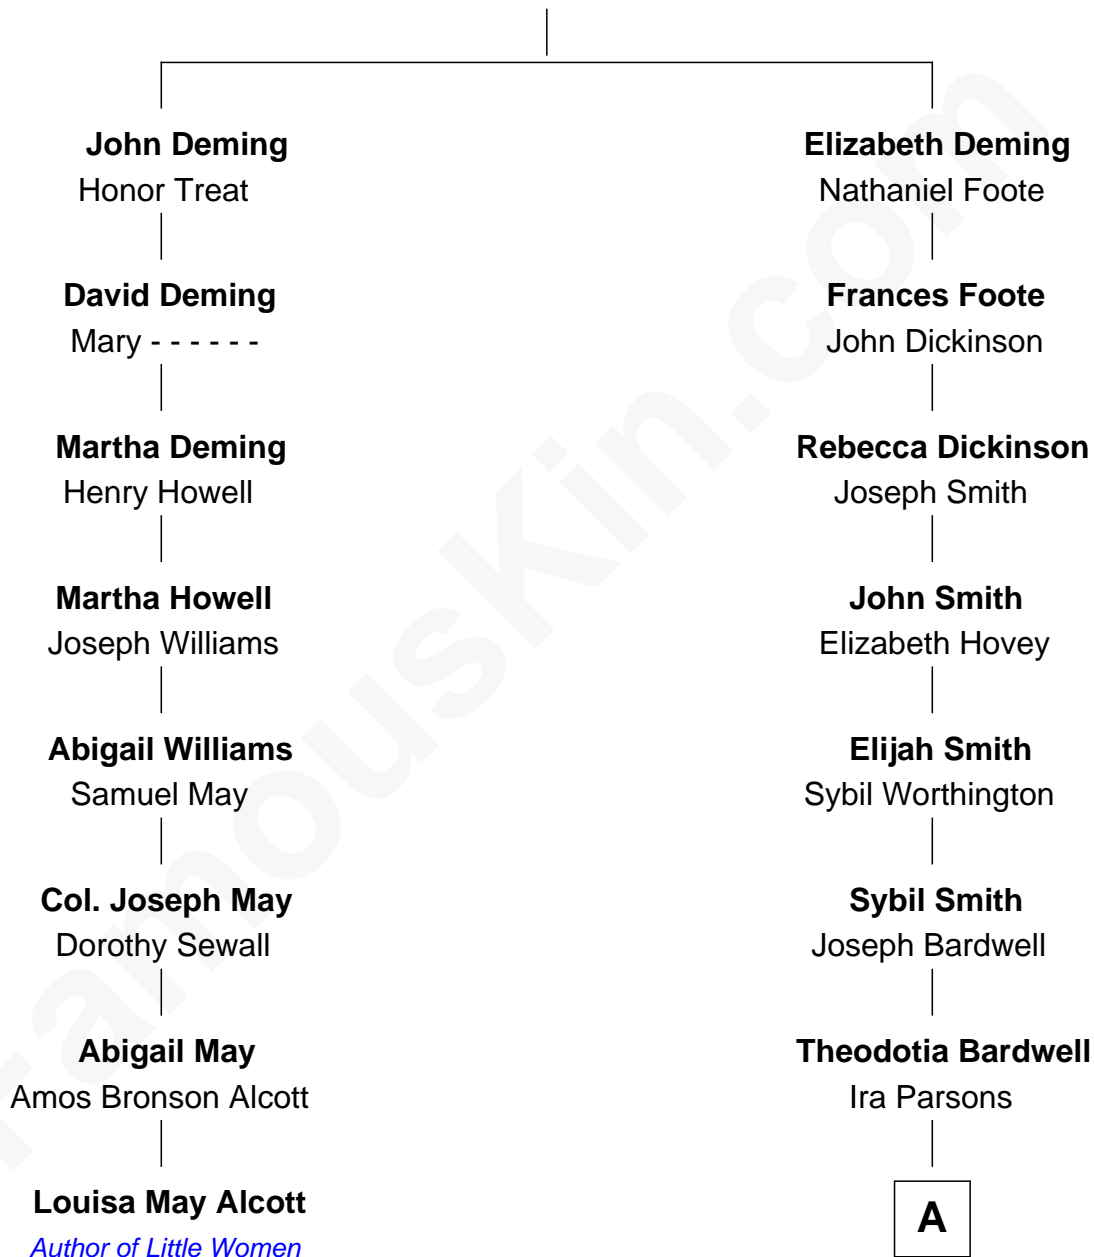 John Deming
Honor Treat
David Deming
Mary - - - - - -
Martha Deming
Henry Howell
Martha Howell
Joseph Williams
Abigail Williams
Samuel May
Col. Joseph May
Dorothy Sewall
Abigail May
Amos Bronson Alcott
Louisa May Alcott
Author of Little Women
Elizabeth Deming
Nathaniel Foote
Frances Foote
John Dickinson
Rebecca Dickinson
Joseph Smith
John Smith
Elizabeth Hovey
Elijah Smith
Sybil Worthington
Sybil Smith
Joseph Bardwell
Theodotia Bardwell
Ira Parsons
A
FamousKin.com